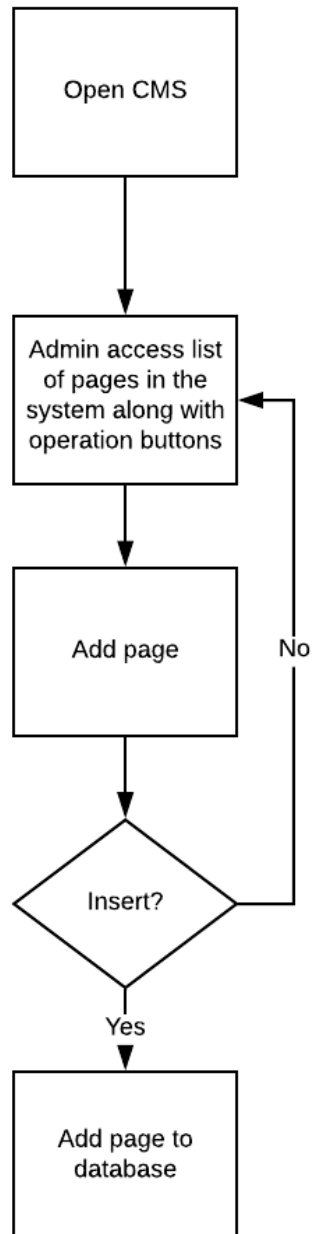 Open CMS
Admin access list
of pages in the
system along with
operation buttons
Add page
No
Insert?
Yes
Add page to
database